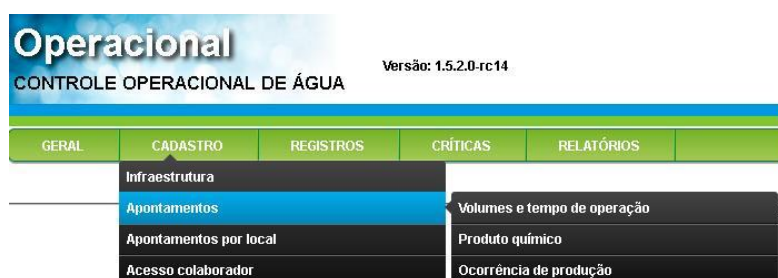 Operacional
CONTROLE OPERACIONAL DE ÁGUA
Versão: 1.5.2.0-rc14
GERAL CADASTRO REGISTROS CRÍTICAS RELATÓRIOS
Infraestrutura
Apontamentos Volumes e tempo de operação
Apontamentos por local Produto químico
Acesso colaborador Ocorrência de produção